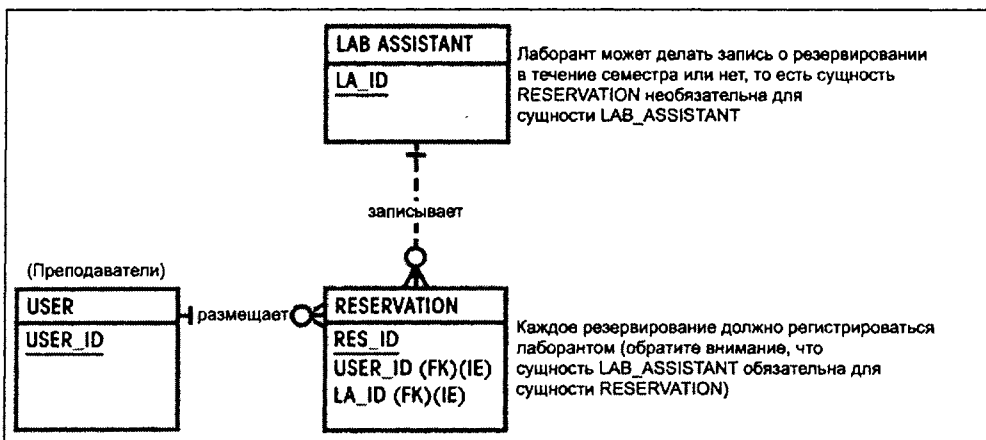 LAB ASSISTANT
LA_ID
Лаборант может делать запись о резервировании
в течение семестра или нет, то есть сущность
RESERVATION необязательна для
сущности LAB_ASSISTANT
записывает
(Преподаватели)
USER
USER_ID
размещает
RESERVATION
RES_ID
USER_ID (FK)(IE)
LA_ID (FK)(IE)
Каждое резервирование должно регистрироваться
лаборантом (обратите внимание, что
сущность LAB_ASSISTANT обязательна для
сущности RESERVATION)